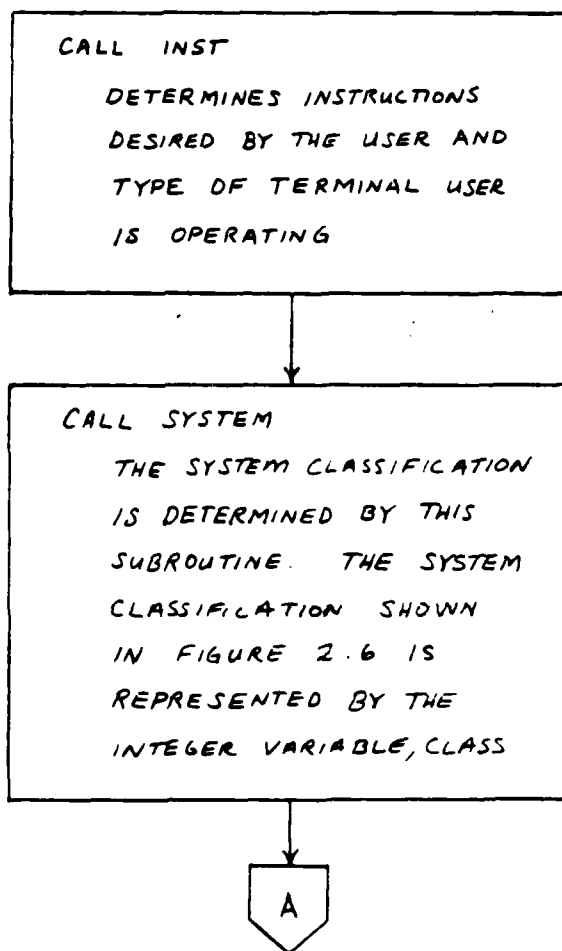 CALL INST
DETERMINES INSTRUCTIONS
DESIRED BY THE USER AND
TYPE OF TERMINAL USER
IS OPERATING
CALL SYSTEM
THE SYSTEM CLASSIFICATION
IS DETERMINED BY THIS
SUBROUTINE. THE SYSTEM
CLASSIFICATION SHOWN
IN FIGURE 2.6 IS
REPRESENTED BY THE
INTEGER VARIABLE, CLASS
A